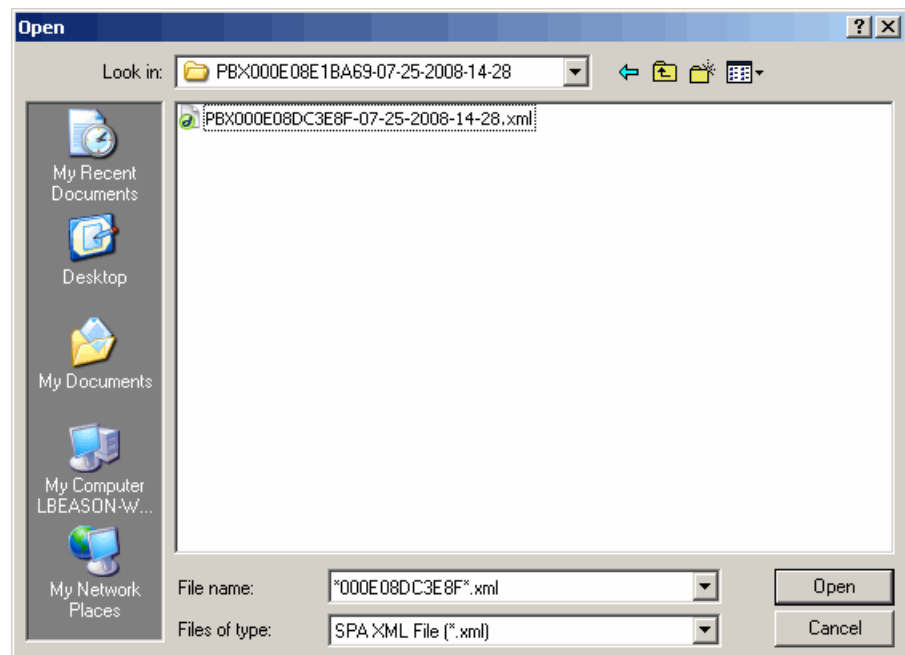 Open
Look in: PBX000E08E1BA69-07-25-2008-14-28
PBX000E08DC3E8F-07-25-2008-14-28.xml
My Recent
Documents
Desktop
My Documents
My Computer
LBEASON-W...
My Network
Places
File name: *000E08DC3E8F*.xml
Open
Files of type: SPA XML File (*.xml)
Cancel